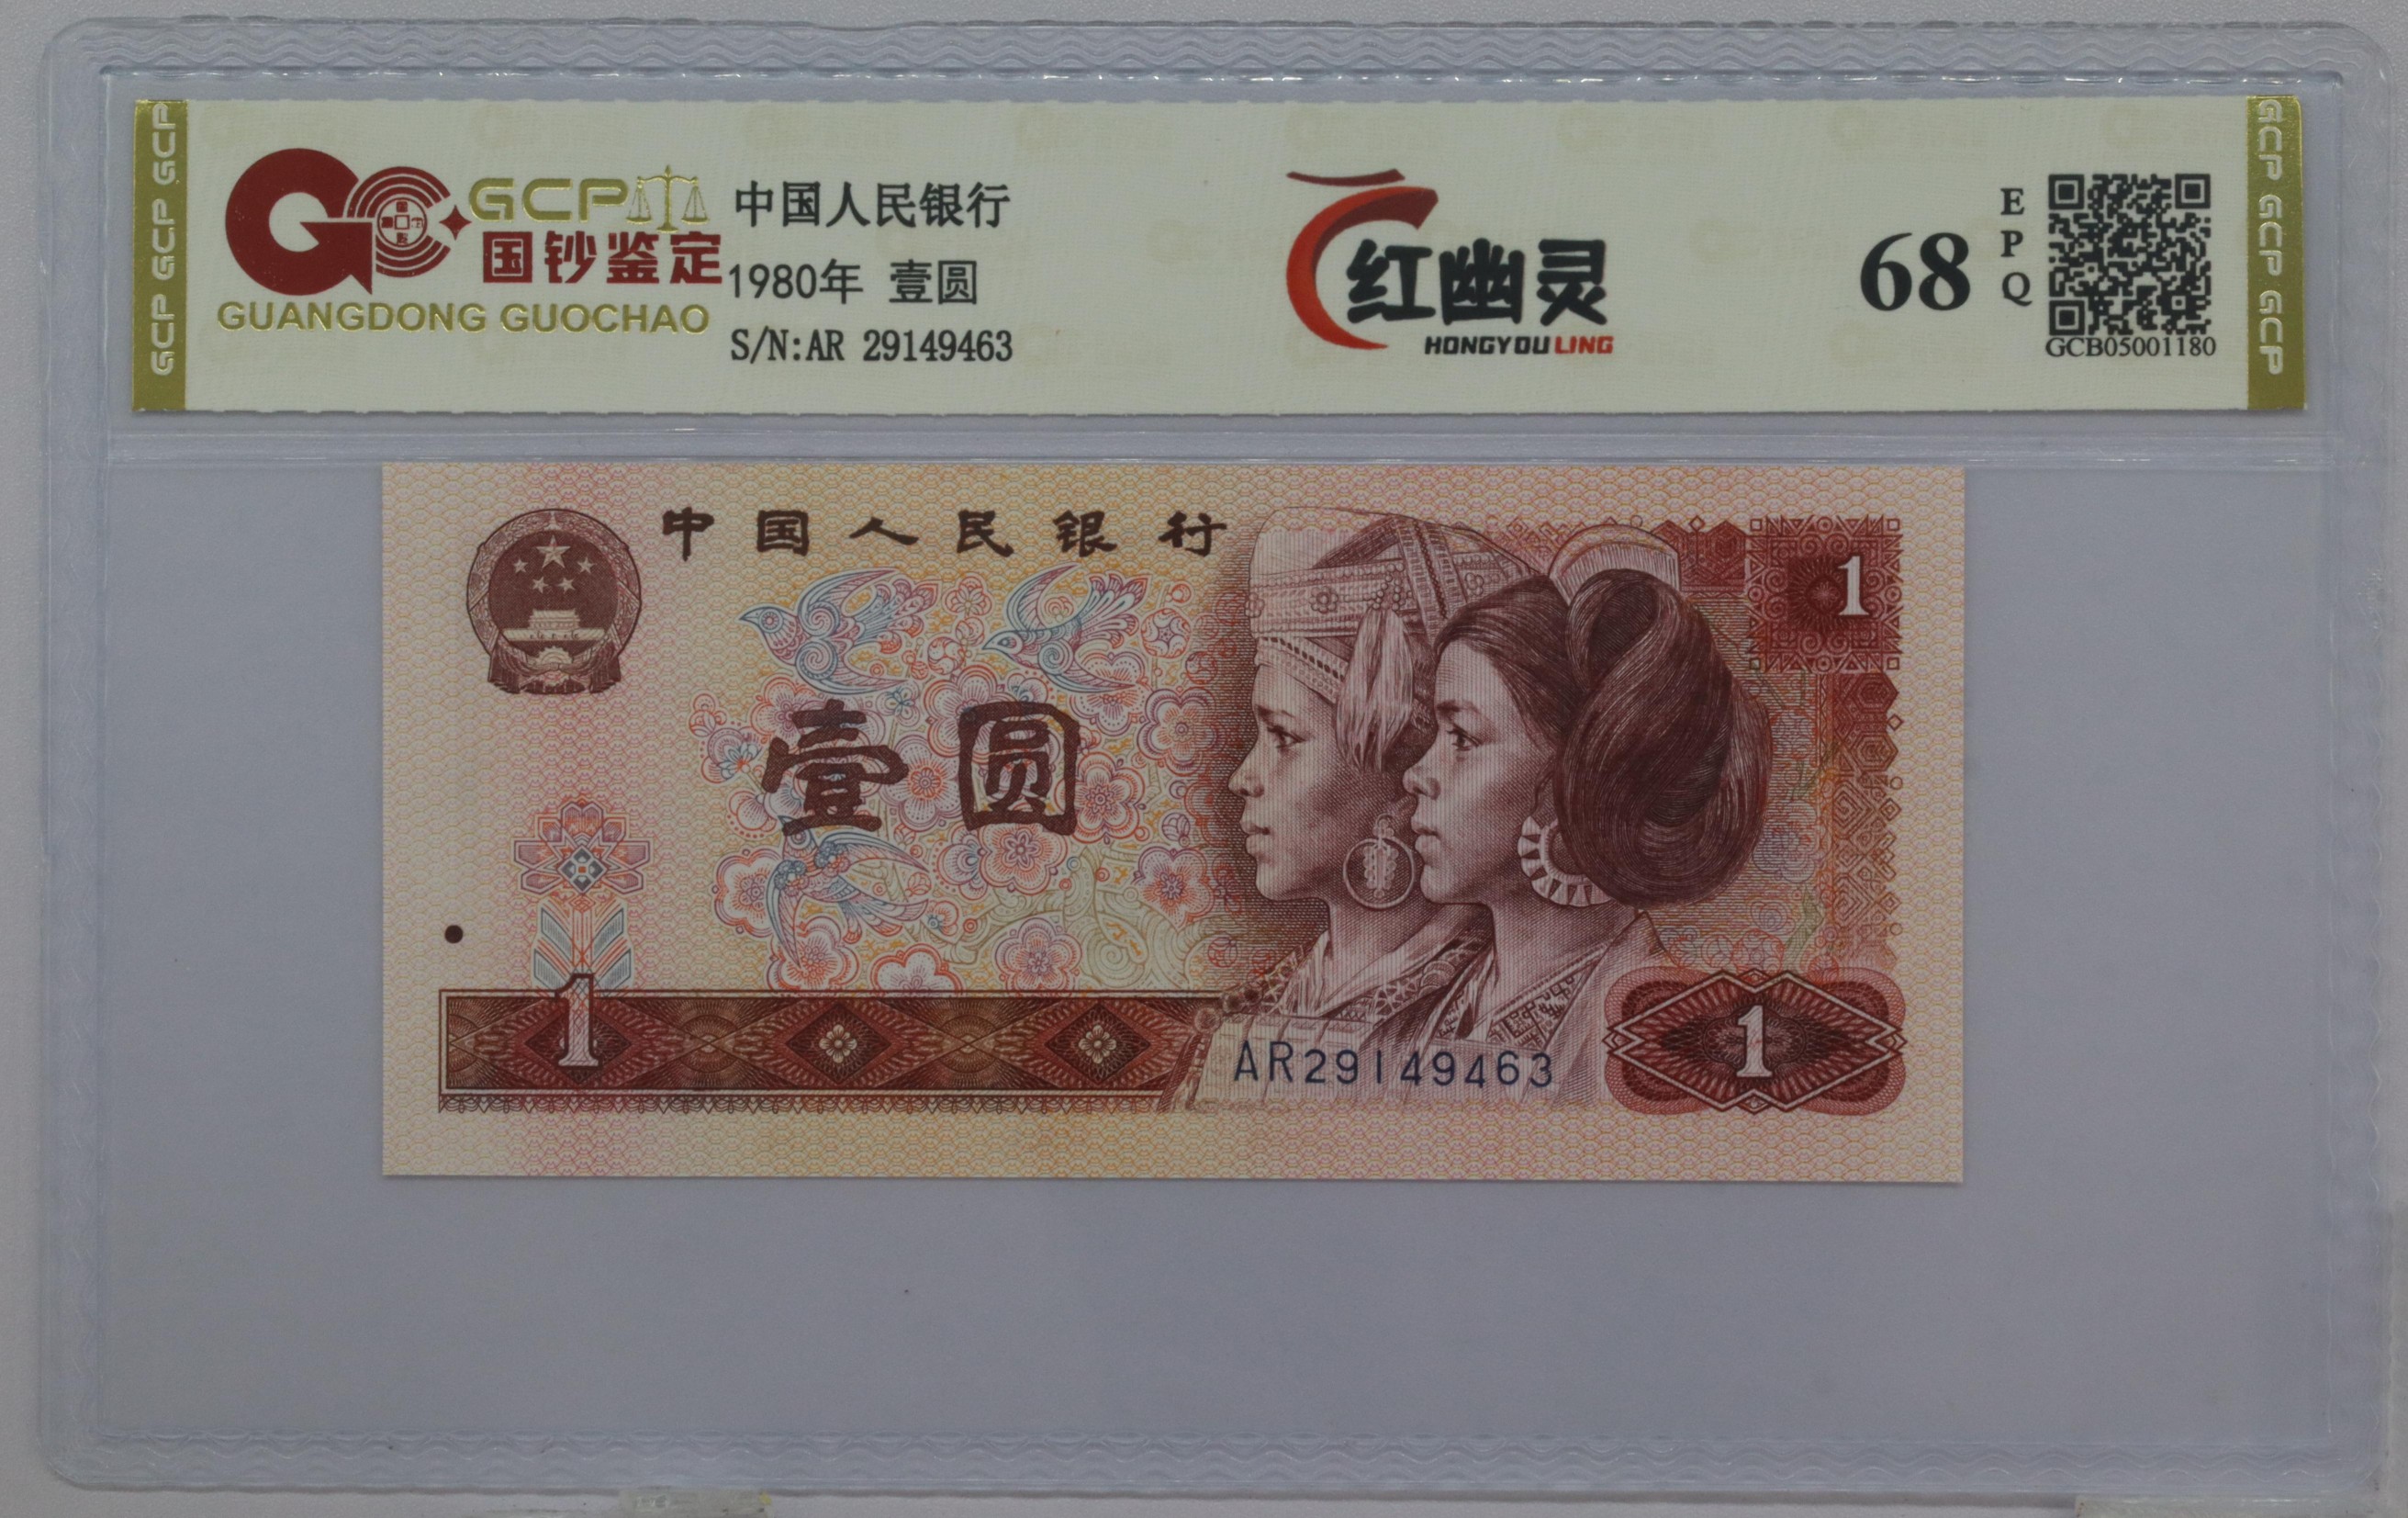 GCP GCP GCP
GCP
国钞鉴定
GUANGDONG GUOCHAO
中国人民银行
1980年 壹圆
S/N:AR 29149463
红幽灵
HONGYOULING
68
EPQ
GCB05001180
GCP GCP GCP
中国人民银行
1
壹圆
1
AR29149463
1